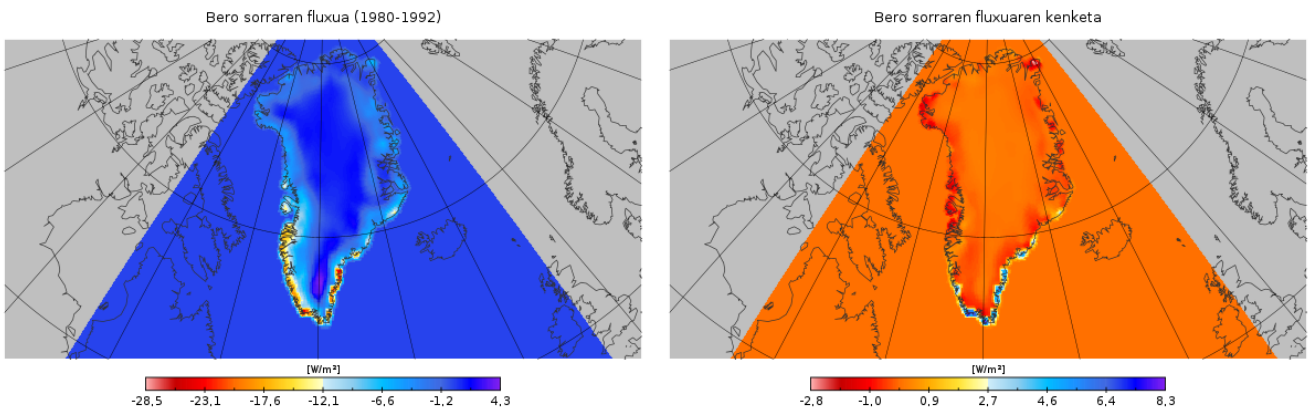 Bero sorraren fluxua (1980-1992)
[W/m²]
-28,5 -23,1 -17,6 -12,1 -6,6 -1,2 4,3
Bero sorraren fluxuaren kenketa
[W/m²]
-2,8 -1,0 0,9 2,7 4,6 6,4 8,3